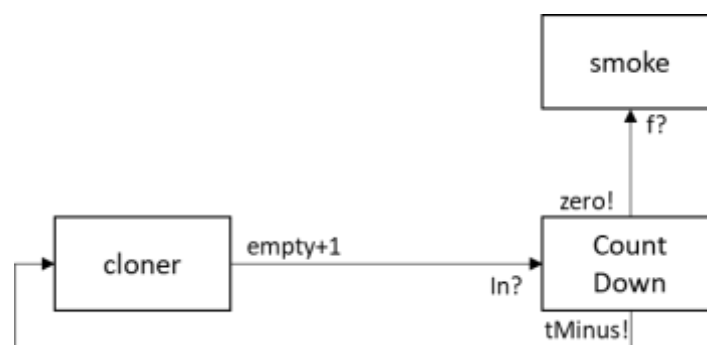 smoke
f?
zero!
cloner
empty+1
In?
Count
Down
tMinus!